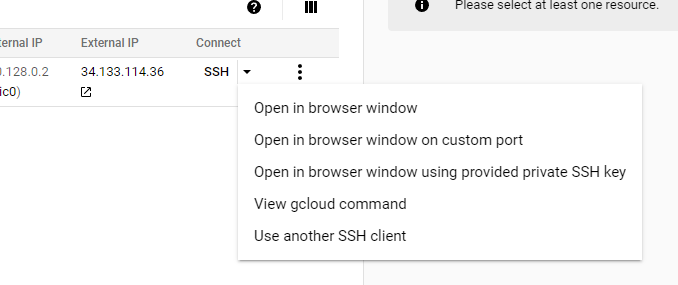 Please select at least one resource.
ernal IP External IP Connect
.128.0.2 34.133.114.36 SSH
ic0)
Open in browser window
Open in browser window on custom port
Open in browser window using provided private SSH key
View gcloud command
Use another SSH client